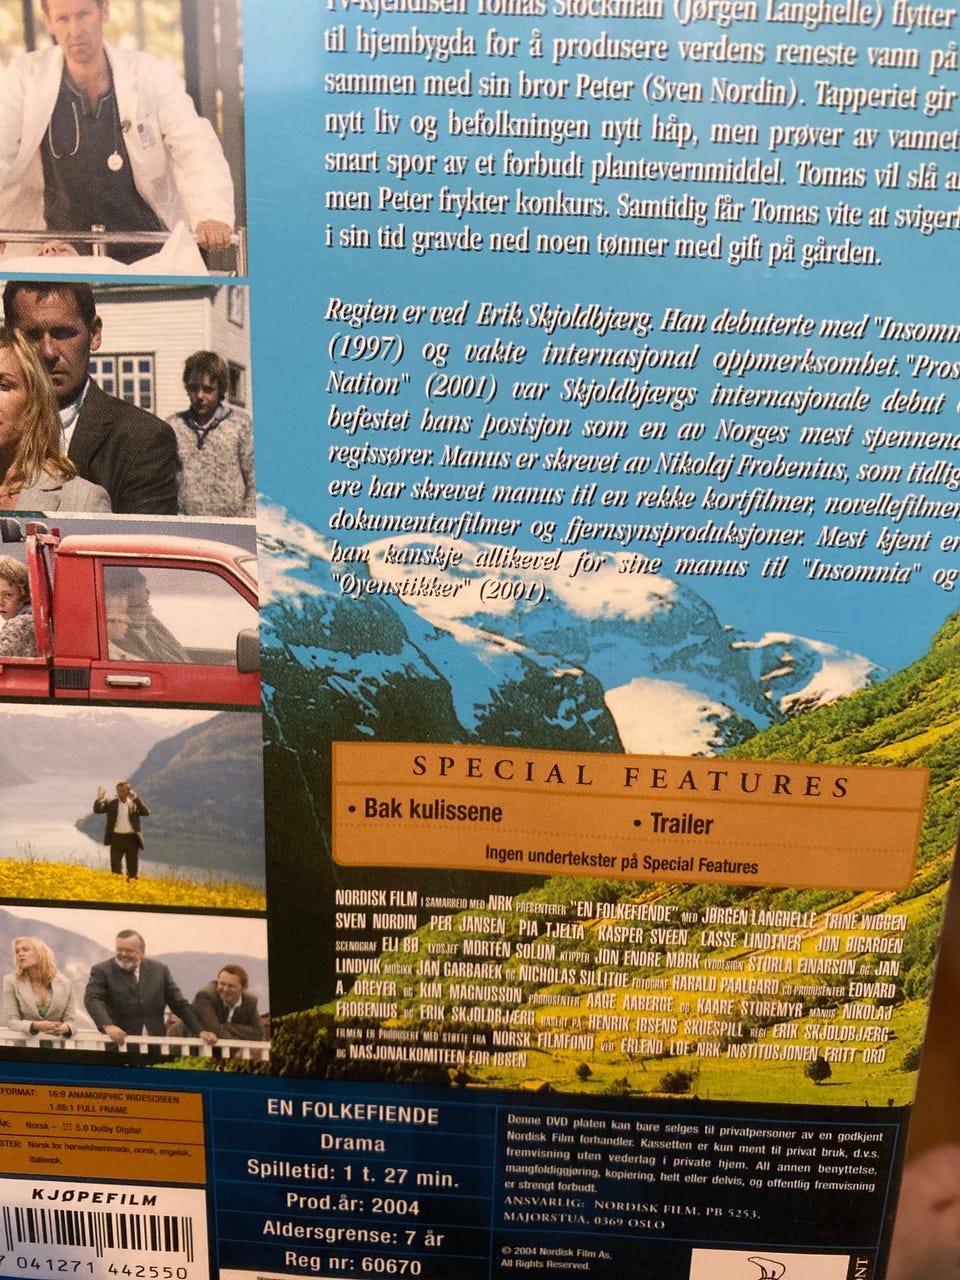 TV-kjendisen Tomas Stockman (Jørgen Langhelle) flytter
til hjembygda for å produsere verdens reneste vann på
sammen med sin bror Peter (Sven Nordin). Tapperiet gir
nytt liv og befolkningen nytt håp, men prøver av vannet
snart spor av et forbudt plantevernmiddel. Tomas vil slå
men Peter frykter konkurs. Samtidig får Tomas vite at
i sin tid gravde ned noen tønner med gift på gården.
Regien er ved Erik Skjoldbjærg. Han debuterte med "Insomn
(1997) og vakte internasjonal oppmerksomhet. "Pros
Nation" (2001) var Skjoldbjærgs internasjonale debut
befestet hans postisjon som en av Norges mest spennend
regissører. Manus er skrevet av Nikolaj Frobenius, som tidlig
ere har skrevet manus til en rekke kortfilmer, novellefilmer,
dokumentarfilmer og fjernsynsproduksjoner. Mest kjent er
han kanskje allikevel for sine manus til "Insomnia" og
"Øyenstikker" (2001).
SPECIAL FEATURES
• Bak kulissene
• Trailer
Ingen undertekster på Special Features
NORDISK FILM I SAMARBEID MED NRK PRESENTERER "EN FOLKEFIENDE" MED JØRGEN LANGHELLE TRINE WIGGEN
SVEN NORDIN PER JANSEN PIA TJELTA KASPER SVEEN LASSE LINDTNER JON ØIGARDEN
SCENOGRAF ELI BØ LYDSJEF MORTEN SOLUM KLIPPER JON ENDRE MØRK LYDDESIGN STURLA EINARSON OG JAN
LINDVIK MUSIKK JAN GARBAREK OG NICHOLAS SILLITOE FOTOGRAF HARALD PAALGARD CO PRODUSENTER EDWARD
A. DREYER OG KIM MAGNUSSON PRODUSENTER AAGE AABERGE OG KAARE STOREMYR MANUS NIKOLAJ
FROBENIUS OG ERIK SKJOLDBJÆRG BASERT PÅ HENRIK IBSENS SKUESPILL REGI ERIK SKJOLDBJÆRG
FILMEN ER PRODUSERT MED STØTTE FRA NORSK FILMFOND VED ERLEND LOE NRK INSTITUSJONEN FRITT ORD
OG NASJONALKOMITEEN FOR IBSEN
FORMAT: 16:9 ANAMORPHIC WIDESCREEN
1.85:1 FULL FRAME
ÅK: Norsk – 5.0 Dolby Digital
STER: Norsk for hørselshemmede, norsk, engelsk,
italiensk.
KJØPEFILM
7 041271 442550
EN FOLKEFIENDE
Drama
Spilletid: 1 t. 27 min.
Prod.år: 2004
Aldersgrense: 7 år
Reg nr: 60670
Denne DVD platen kan bare selges til privatpersoner av en godkjent
Nordisk Film forhandler. Kassetten er kun ment til privat bruk, d.v.s.
fremvisning uten vederlag i private hjem. All annen benyttelse,
mangfoldiggjøring, kopiering, helt eller delvis, og offentlig fremvisning
er strengt forbudt.
ANSVARLIG: NORDISK FILM, PB 5253,
MAJORSTUA, 0369 OSLO
© 2004 Nordisk Film As.
All Rights Reserved.